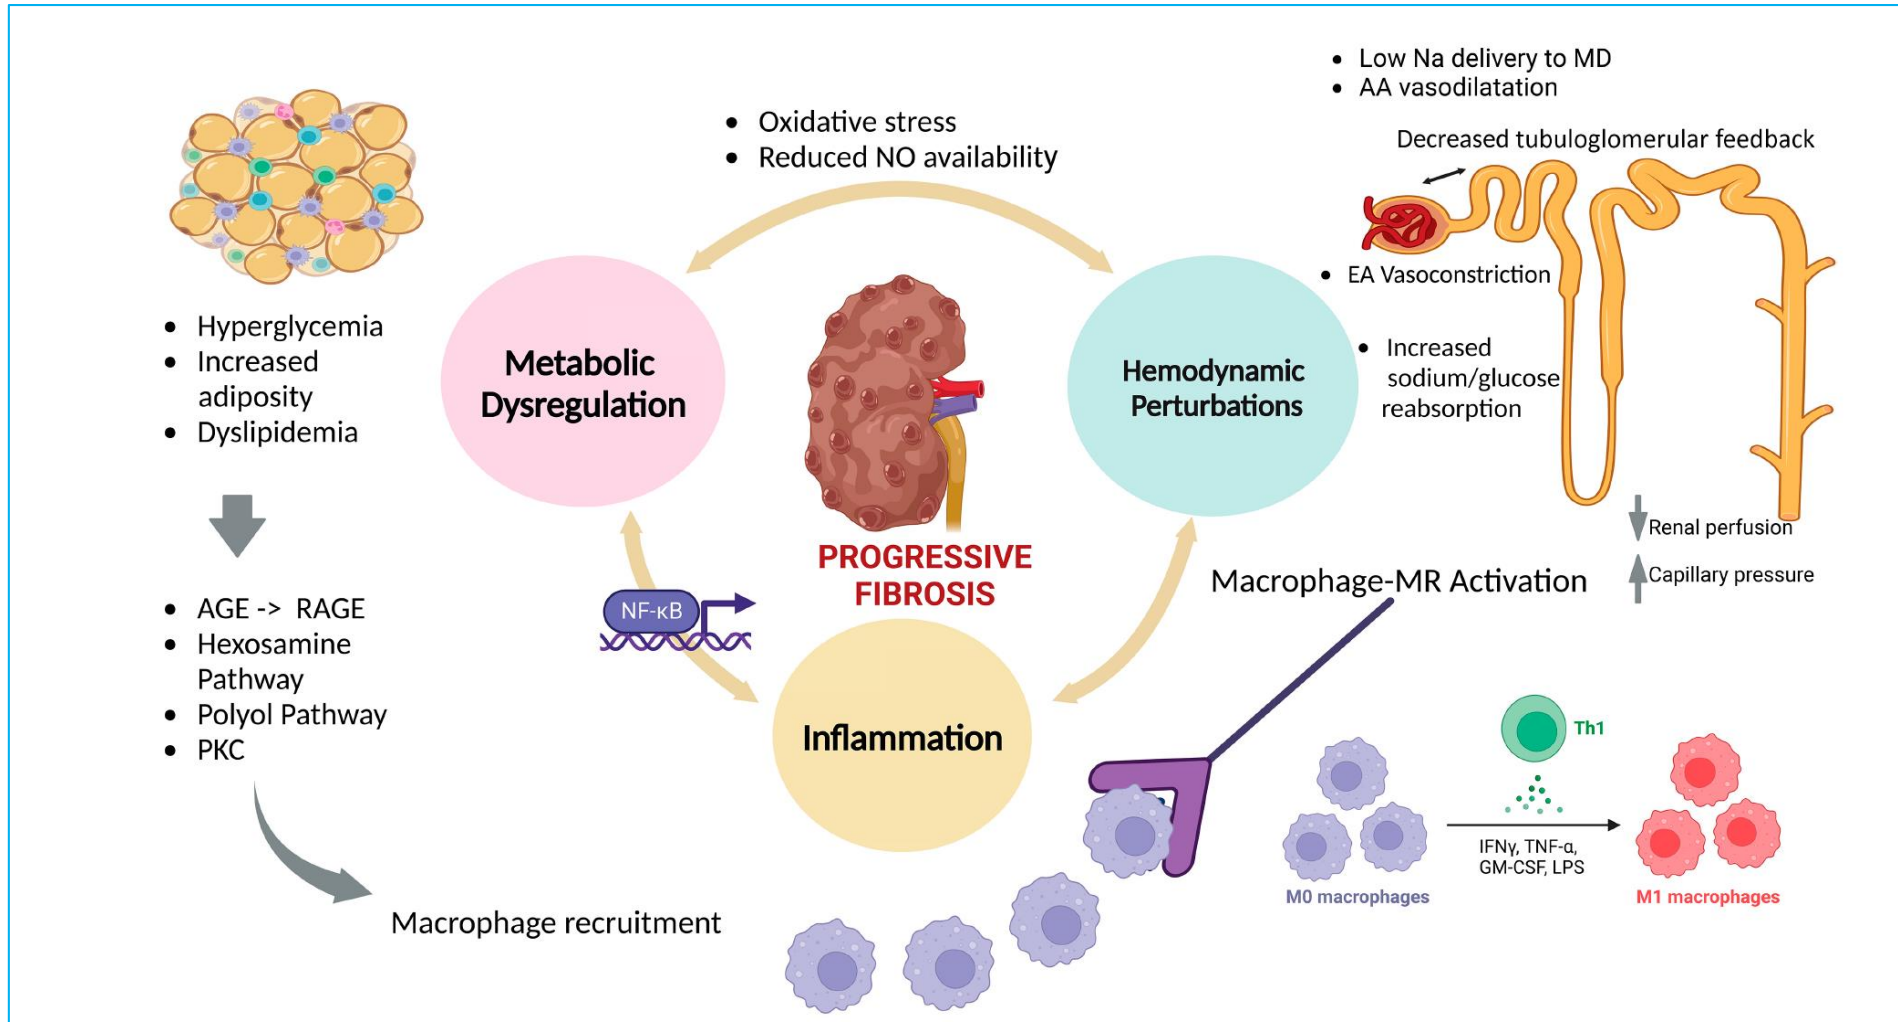 • Low Na delivery to MD
• AA vasodilatation
• Oxidative stress
• Reduced NO availability
Decreased tubuloglomerular feedback
• EA Vasoconstriction
• Hyperglycemia
• Increased
adiposity
• Dyslipidemia
Metabolic
Dysregulation
Hemodynamic
Perturbations
• Increased
sodium/glucose
reabsorption
Renal perfusion
Capillary pressure
PROGRESSIVE
FIBROSIS
Macrophage-MR Activation
NF-κB
• AGE -> RAGE
• Hexosamine
Pathway
• Polyol Pathway
• PKC
Inflammation
Th1
IFNγ, TNF-α,
GM-CSF, LPS
M0 macrophages
M1 macrophages
Macrophage recruitment